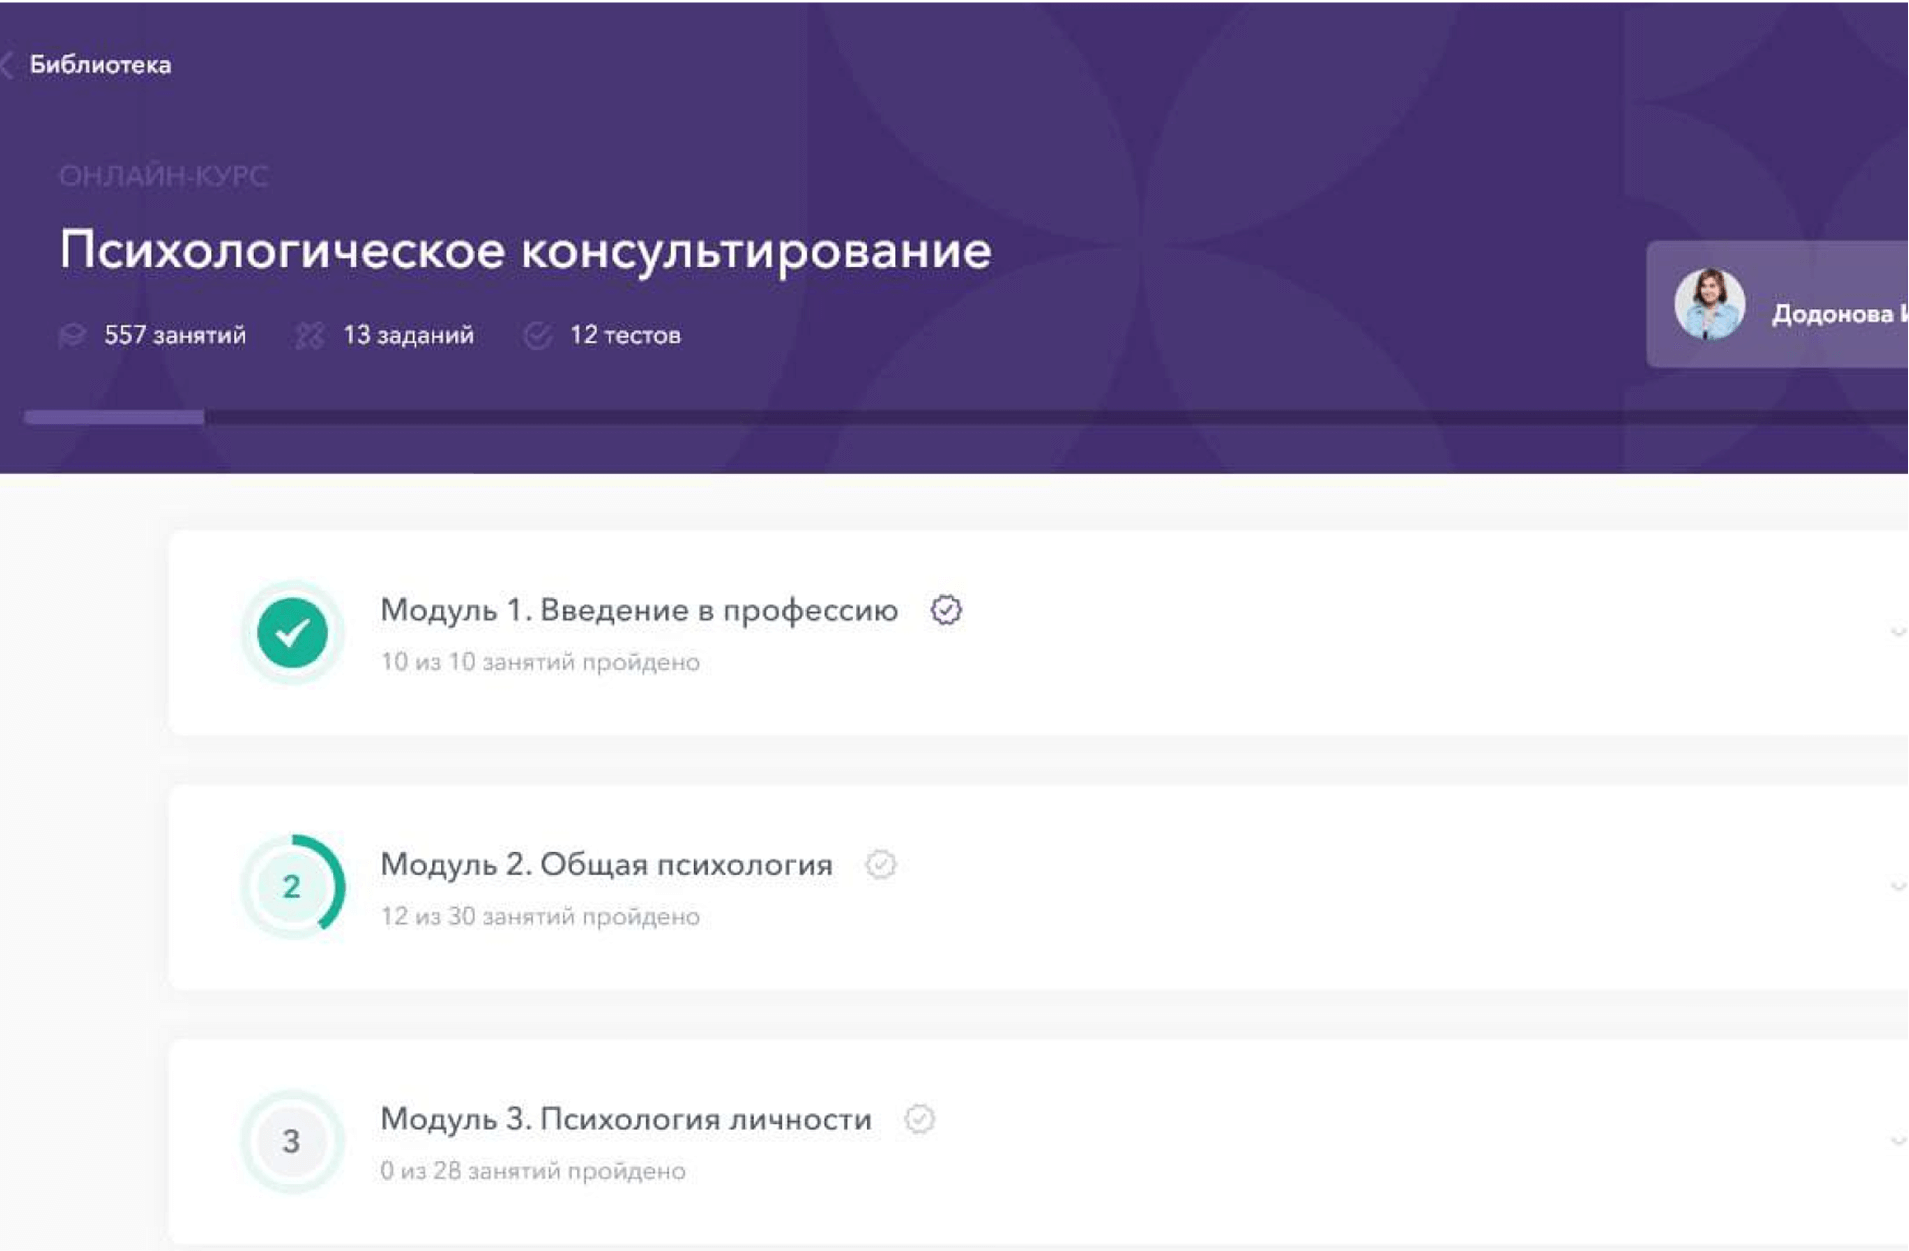 Библиотека
ОНЛАЙН-КУРС
Психологическое консультирование
557 занятий 13 заданий 12 тестов
Додонова
Модуль 1. Введение в профессию
10 из 10 занятий пройдено
2
Модуль 2. Общая психология
12 из 30 занятий пройдено
3
Модуль 3. Психология личности
0 из 28 занятий пройдено